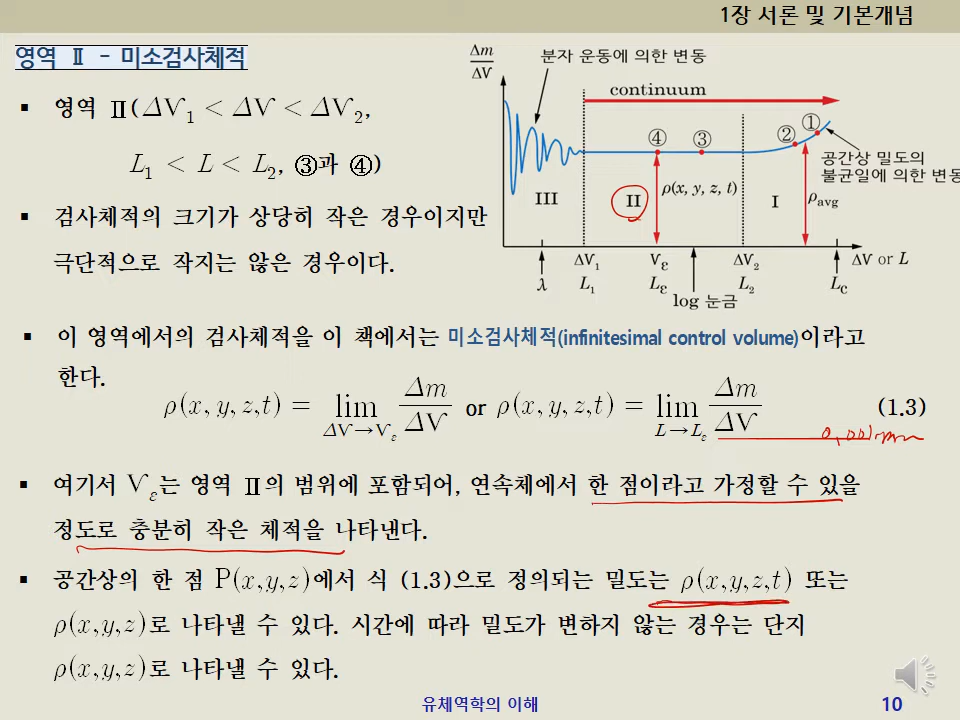 1장 서론 및 기본개념
영역 Ⅱ - 미소검사체적
▪ 영역 Ⅱ(ΔV₁ < ΔV < ΔV₂,
L₁ < L < L₂, ③과 ④)
▪ 검사체적의 크기가 상당히 작은 경우이지만
극단적으로 작지는 않은 경우이다.
Δm/ΔV
분자 운동에 의한 변동
continuum
④ ③ ② ①
공간상 밀도의
불균일에 의한 변동
III II ρ(x, y, z, t) I ρavg
ΔV₁ Vε ΔV₂ ΔV or L
λ L₁ Lε L₂ Lc
log 눈금
▪ 이 영역에서의 검사체적을 이 책에서는 미소검사체적(infinitesimal control volume)이라고
한다.
ρ(x, y, z, t) = lim ΔV→Vε Δm/ΔV or ρ(x, y, z, t) = lim L→Lε Δm/ΔV (1.3)
0.001mm
▪ 여기서 Vε는 영역 Ⅱ의 범위에 포함되어, 연속체에서 한 점이라고 가정할 수 있을
정도로 충분히 작은 체적을 나타낸다.
▪ 공간상의 한 점 P(x,y,z)에서 식 (1.3)으로 정의되는 밀도는 ρ(x,y,z,t) 또는
ρ(x,y,z)로 나타낼 수 있다. 시간에 따라 밀도가 변하지 않는 경우는 단지
ρ(x,y,z)로 나타낼 수 있다.
유체역학의 이해
10